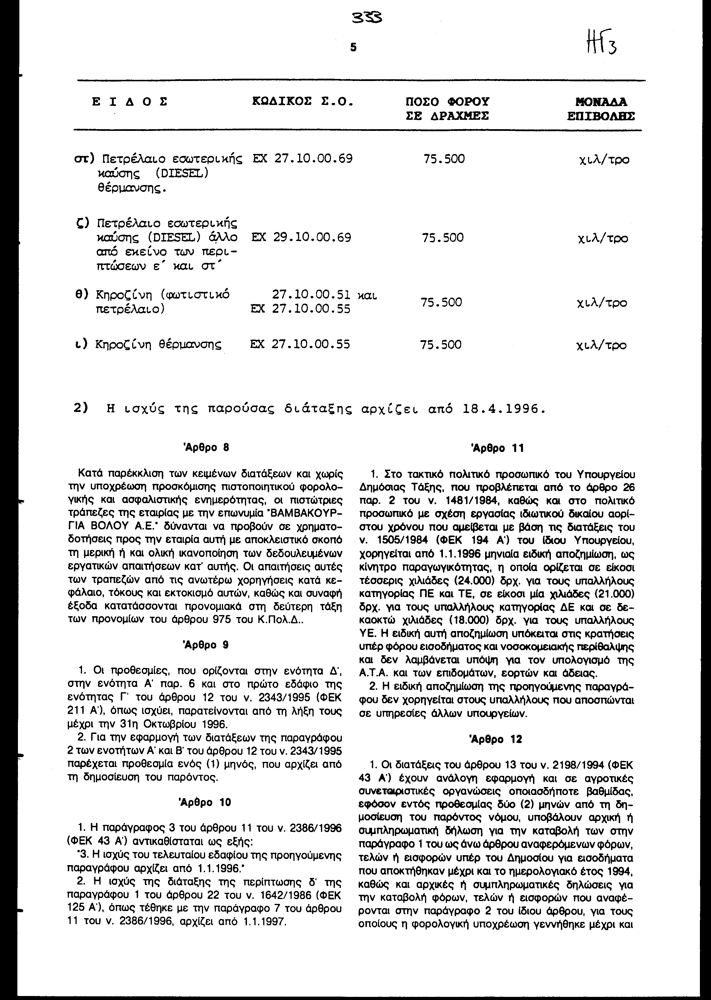 333
5
Ε Ι Δ Ο Σ ΚΩΔΙΚΟΣ Σ.Ο. ΠΟΣΟ ΦΟΡΟΥ ΜΟΝΑΔΑ
ΣΕ ΔΡΑΧΜΕΣ ΕΠΙΒΟΛΗΣ
στ) Πετρέλαιο εσωτερικής ΕΧ 27.10.00.69 75.500 χιλ/τρο
καύσης (DIESEL)
θέρμανσης.
ζ) Πετρέλαιο εσωτερικής
καύσης (DIESEL) άλλο ΕΧ 29.10.00.69 75.500 χιλ/τρο
από εκείνο των περι-
πτώσεων ε΄ και στ΄
θ) Κηροζίνη (φωτιστικό 27.10.00.51 και
πετρέλαιο) ΕΧ 27.10.00.55 75.500 χιλ/τρο
ι) Κηροζίνη θέρμανσης ΕΧ 27.10.00.55 75.500 χιλ/τρο
2) Η ισχύς της παρούσας διάταξης αρχίζει από 18.4.1996.
Άρθρο 8
Κατά παρέκκλιση των κειμένων διατάξεων και χωρίς
την υποχρέωση προσκόμισης πιστοποιητικού φορολο-
γικής και ασφαλιστικής ενημερότητας, οι πιστώτριες
τράπεζες της εταιρίας με την επωνυμία "ΒΑΜΒΑΚΟΥΡ-
ΓΙΑ ΒΟΛΟΥ Α.Ε." δύνανται να προβούν σε χρηματο-
δοτήσεις προς την εταιρία αυτή με αποκλειστικό σκοπό
τη μερική ή και ολική ικανοποίηση των δεδουλευμένων
εργατικών απαιτήσεων κατ' αυτής. Οι απαιτήσεις αυτές
των τραπεζών από τις ανωτέρω χορηγήσεις κατά κε-
φάλαιο, τόκους και εκτοκισμό αυτών, καθώς και συναφή
έξοδα κατατάσσονται προνομιακά στη δεύτερη τάξη
των προνομίων του άρθρου 975 του Κ.Πολ.Δ..
Άρθρο 9
1. Οι προθεσμίες, που ορίζονται στην ενότητα Δ',
στην ενότητα Α' παρ. 6 και στο πρώτο εδάφιο της
ενότητας Γ' του άρθρου 12 του ν. 2343/1995 (ΦΕΚ
211 Α'), όπως ισχύει, παρατείνονται από τη λήξη τους
μέχρι την 31η Οκτωβρίου 1996.
2. Για την εφαρμογή των διατάξεων της παραγράφου
2 των ενοτήτων Α' και Β' του άρθρου 12 του ν. 2343/1995
παρέχεται προθεσμία ενός (1) μηνός, που αρχίζει από
τη δημοσίευση του παρόντος.
Άρθρο 10
1. Η παράγραφος 3 του άρθρου 11 του ν. 2386/1996
(ΦΕΚ 43 Α') αντικαθίσταται ως εξής:
"3. Η ισχύς του τελευταίου εδαφίου της προηγούμενης
παραγράφου αρχίζει από 1.1.1996."
2. Η ισχύς της διάταξης της περίπτωσης δ' της
παραγράφου 1 του άρθρου 22 του ν. 1642/1986 (ΦΕΚ
125 Α'), όπως τέθηκε με την παράγραφο 7 του άρθρου
11 του ν. 2386/1996, αρχίζει από 1.1.1997.
Άρθρο 11
1. Στο τακτικό πολιτικό προσωπικό του Υπουργείου
Δημόσιας Τάξης, που προβλέπεται από το άρθρο 26
παρ. 2 του ν. 1481/1984, καθώς και στο πολιτικό
προσωπικό με σχέση εργασίας ιδιωτικού δικαίου αορί-
στου χρόνου που αμείβεται με βάση τις διατάξεις του
ν. 1505/1984 (ΦΕΚ 194 Α') του ίδιου Υπουργείου,
χορηγείται από 1.1.1996 μηνιαία ειδική αποζημίωση, ως
κίνητρο παραγωγικότητας, η οποία ορίζεται σε είκοσι
τέσσερις χιλιάδες (24.000) δρχ. για τους υπαλλήλους
κατηγορίας ΠΕ και ΤΕ, σε είκοσι μία χιλιάδες (21.000)
δρχ. για τους υπαλλήλους κατηγορίας ΔΕ και σε δε-
καοκτώ χιλιάδες (18.000) δρχ. για τους υπαλλήλους
ΥΕ. Η ειδική αυτή αποζημίωση υπόκειται στις κρατήσεις
υπέρ φόρου εισοδήματος και νοσοκομειακής περίθαλψης
και δεν λαμβάνεται υπόψη για τον υπολογισμό της
Α.Τ.Α. και των επιδομάτων, εορτών και άδειας.
2. Η ειδική αποζημίωση της προηγούμενης παραγρά-
φου δεν χορηγείται στους υπαλλήλους που αποσπώνται
σε υπηρεσίες άλλων υπουργείων.
Άρθρο 12
1. Οι διατάξεις του άρθρου 13 του ν. 2198/1994 (ΦΕΚ
43 Α') έχουν ανάλογη εφαρμογή και σε αγροτικές
συνεταιριστικές οργανώσεις οποιασδήποτε βαθμίδας,
εφόσον εντός προθεσμίας δύο (2) μηνών από τη δη-
μοσίευση του παρόντος νόμου, υποβάλουν αρχική ή
συμπληρωματική δήλωση για την καταβολή των στην
παράγραφο 1 του ως άνω άρθρου αναφερόμενων φόρων,
τελών ή εισφορών υπέρ του Δημοσίου για εισοδήματα
που αποκτήθηκαν μέχρι και το ημερολογιακό έτος 1994,
καθώς και αρχικές ή συμπληρωματικές δηλώσεις για
την καταβολή φόρων, τελών ή εισφορών που αναφέ-
ρονται στην παράγραφο 2 του ίδιου άρθρου, για τους
οποίους η φορολογική υποχρέωση γεννήθηκε μέχρι και